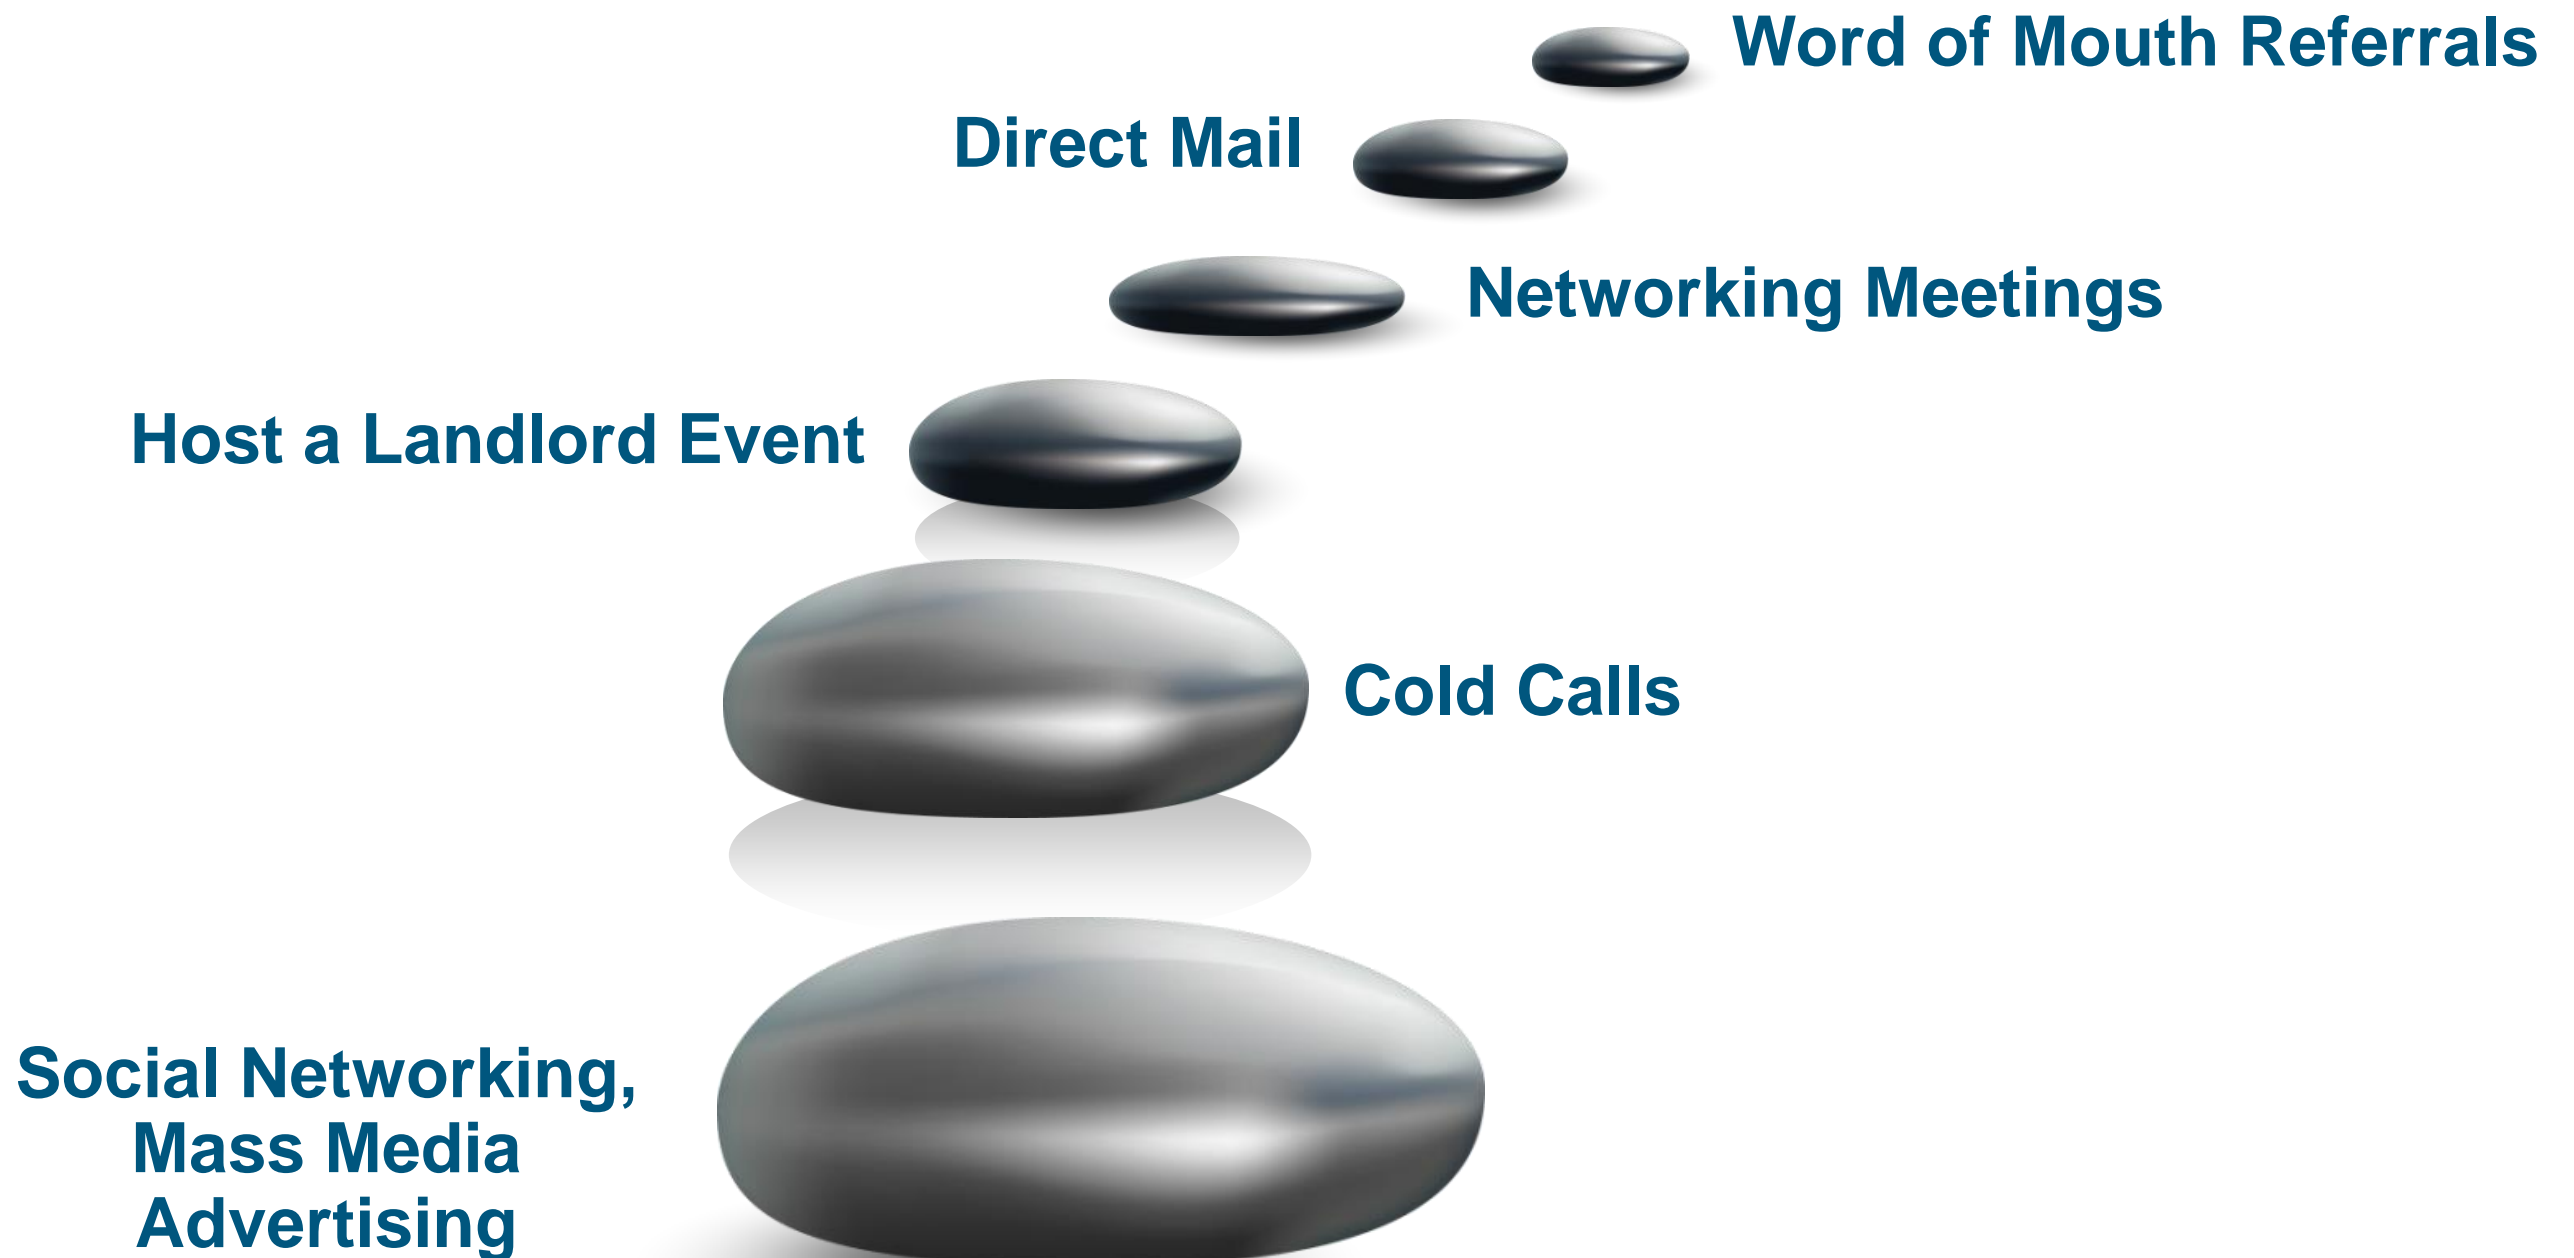 Word of Mouth Referrals
Direct Mail
Networking Meetings
Host a Landlord Event
Cold Calls
Social Networking,
Mass Media
Advertising